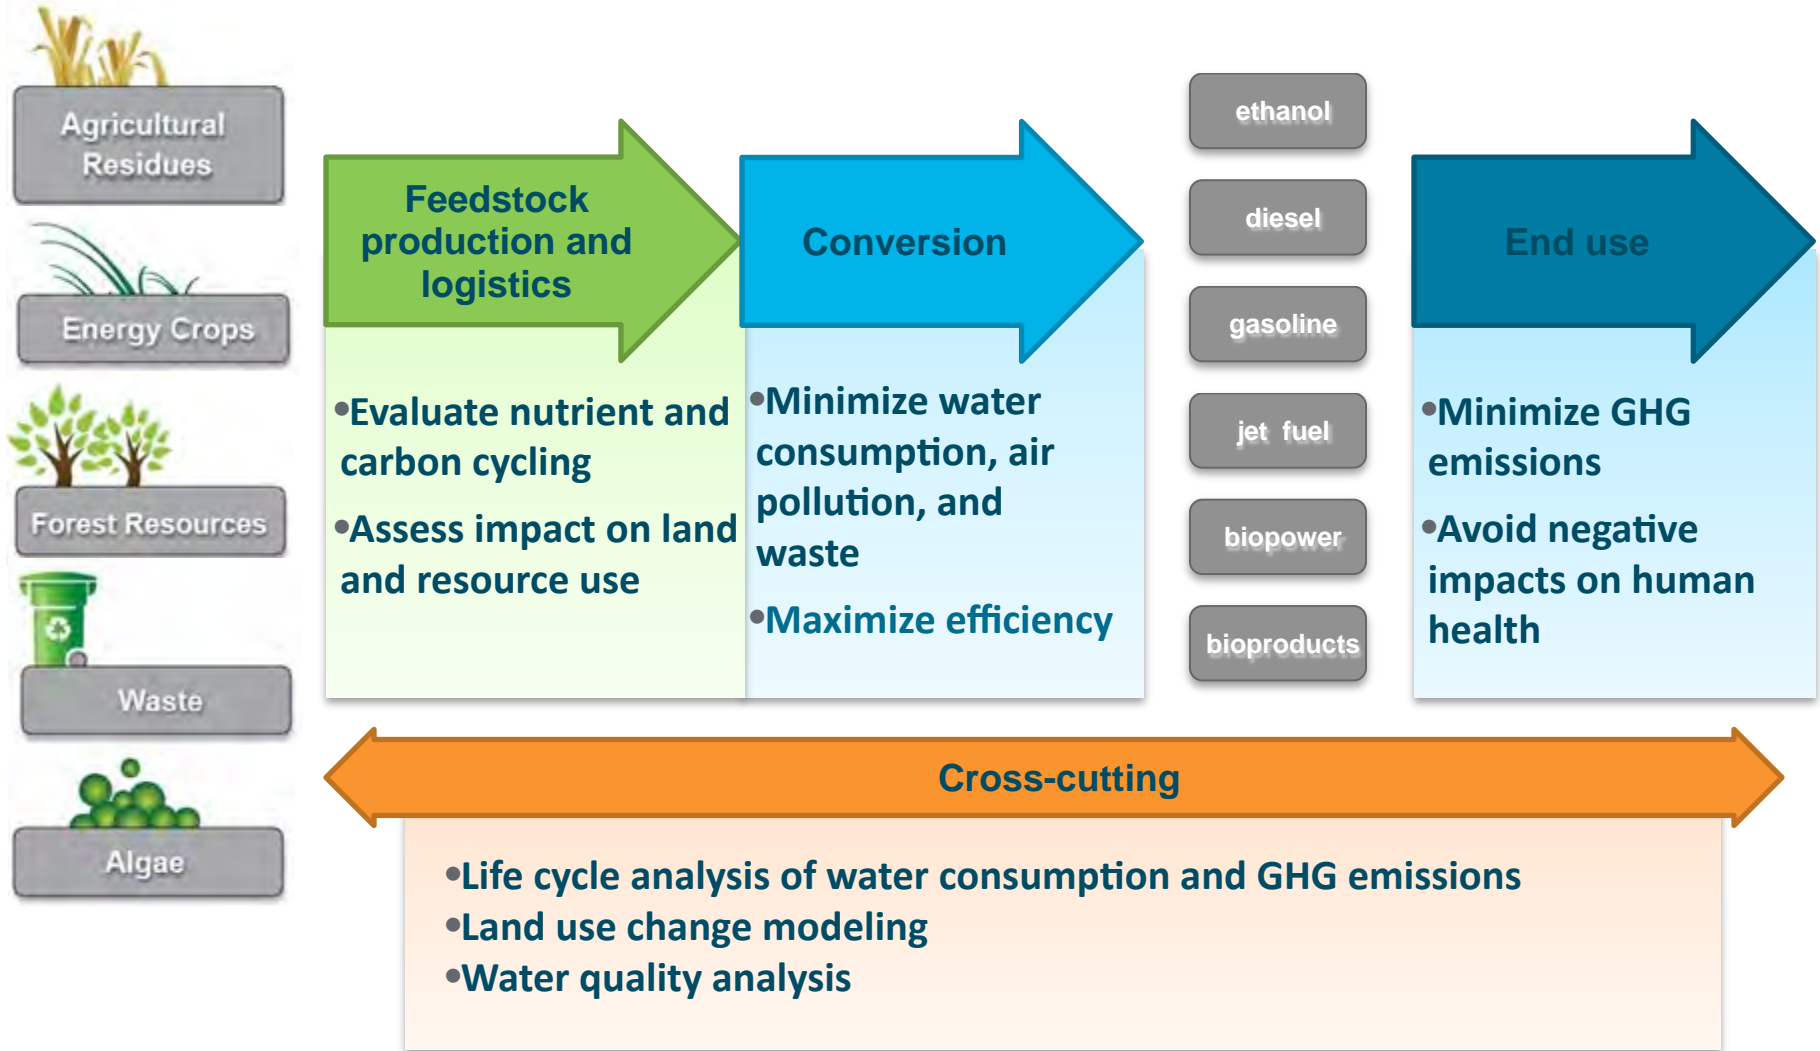 Agricultural
Residues
Energy Crops
Forest Resources
Waste
Algae
Feedstock
production and
logistics
•Evaluate nutrient and
carbon cycling
•Assess impact on land
and resource use
Conversion
•Minimize water
consumption, air
pollution, and
waste
•Maximize efficiency
ethanol
diesel
gasoline
jet fuel
biopower
bioproducts
End use
•Minimize GHG
emissions
•Avoid negative
impacts on human
health
Cross-cutting
•Life cycle analysis of water consumption and GHG emissions
•Land use change modeling
•Water quality analysis